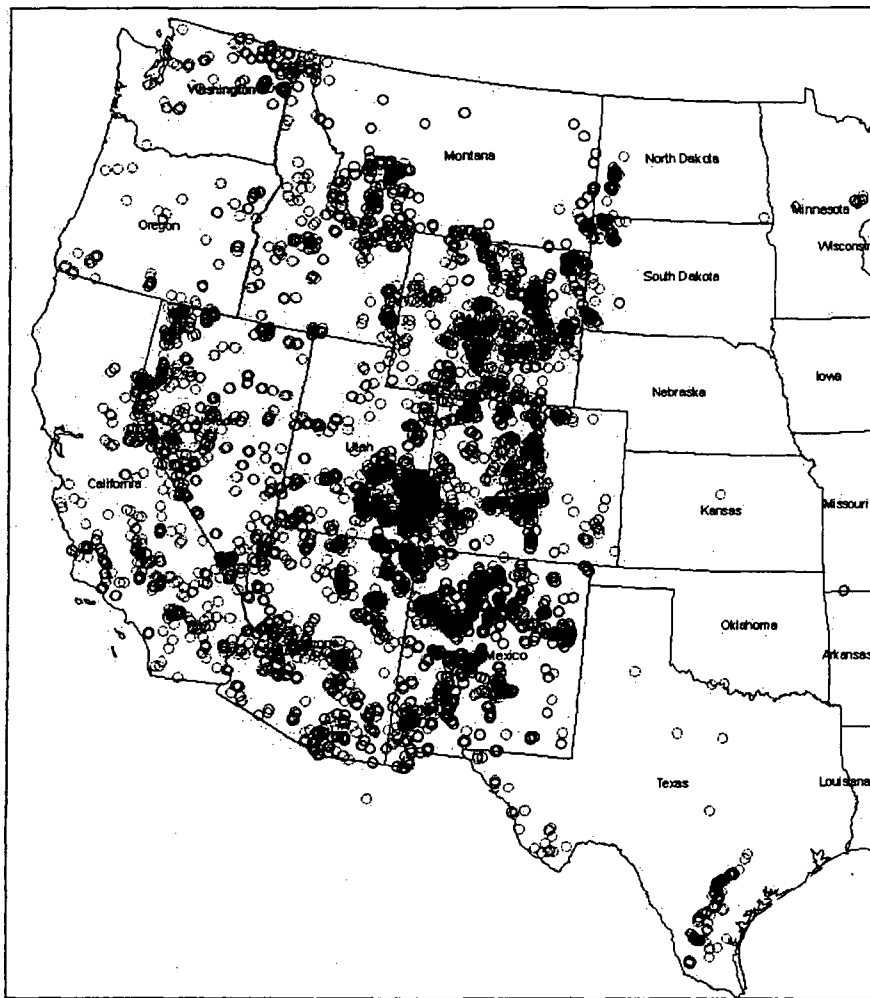 Washington
Montana
North Dakota
Minnesota
Oregon
Wisconsin
South Dakota
Nebraska
Iowa
Utah
California
Kansas
Missouri
Oklahoma
Mexico
Arkansas
Texas
Louisiana